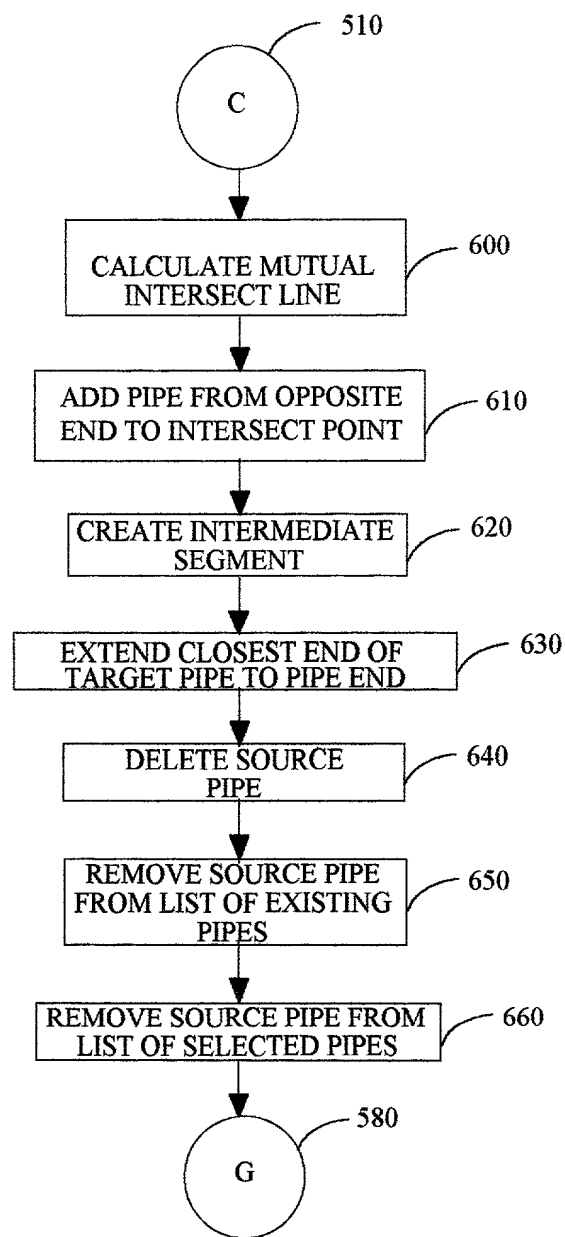 510
C
CALCULATE MUTUAL
INTERSECT LINE
600
ADD PIPE FROM OPPOSITE
END TO INTERSECT POINT
610
CREATE INTERMEDIATE
SEGMENT
620
EXTEND CLOSEST END OF
TARGET PIPE TO PIPE END
630
DELETE SOURCE
PIPE
640
REMOVE SOURCE PIPE
FROM LIST OF EXISTING
PIPES
650
REMOVE SOURCE PIPE FROM
LIST OF SELECTED PIPES
660
580
G